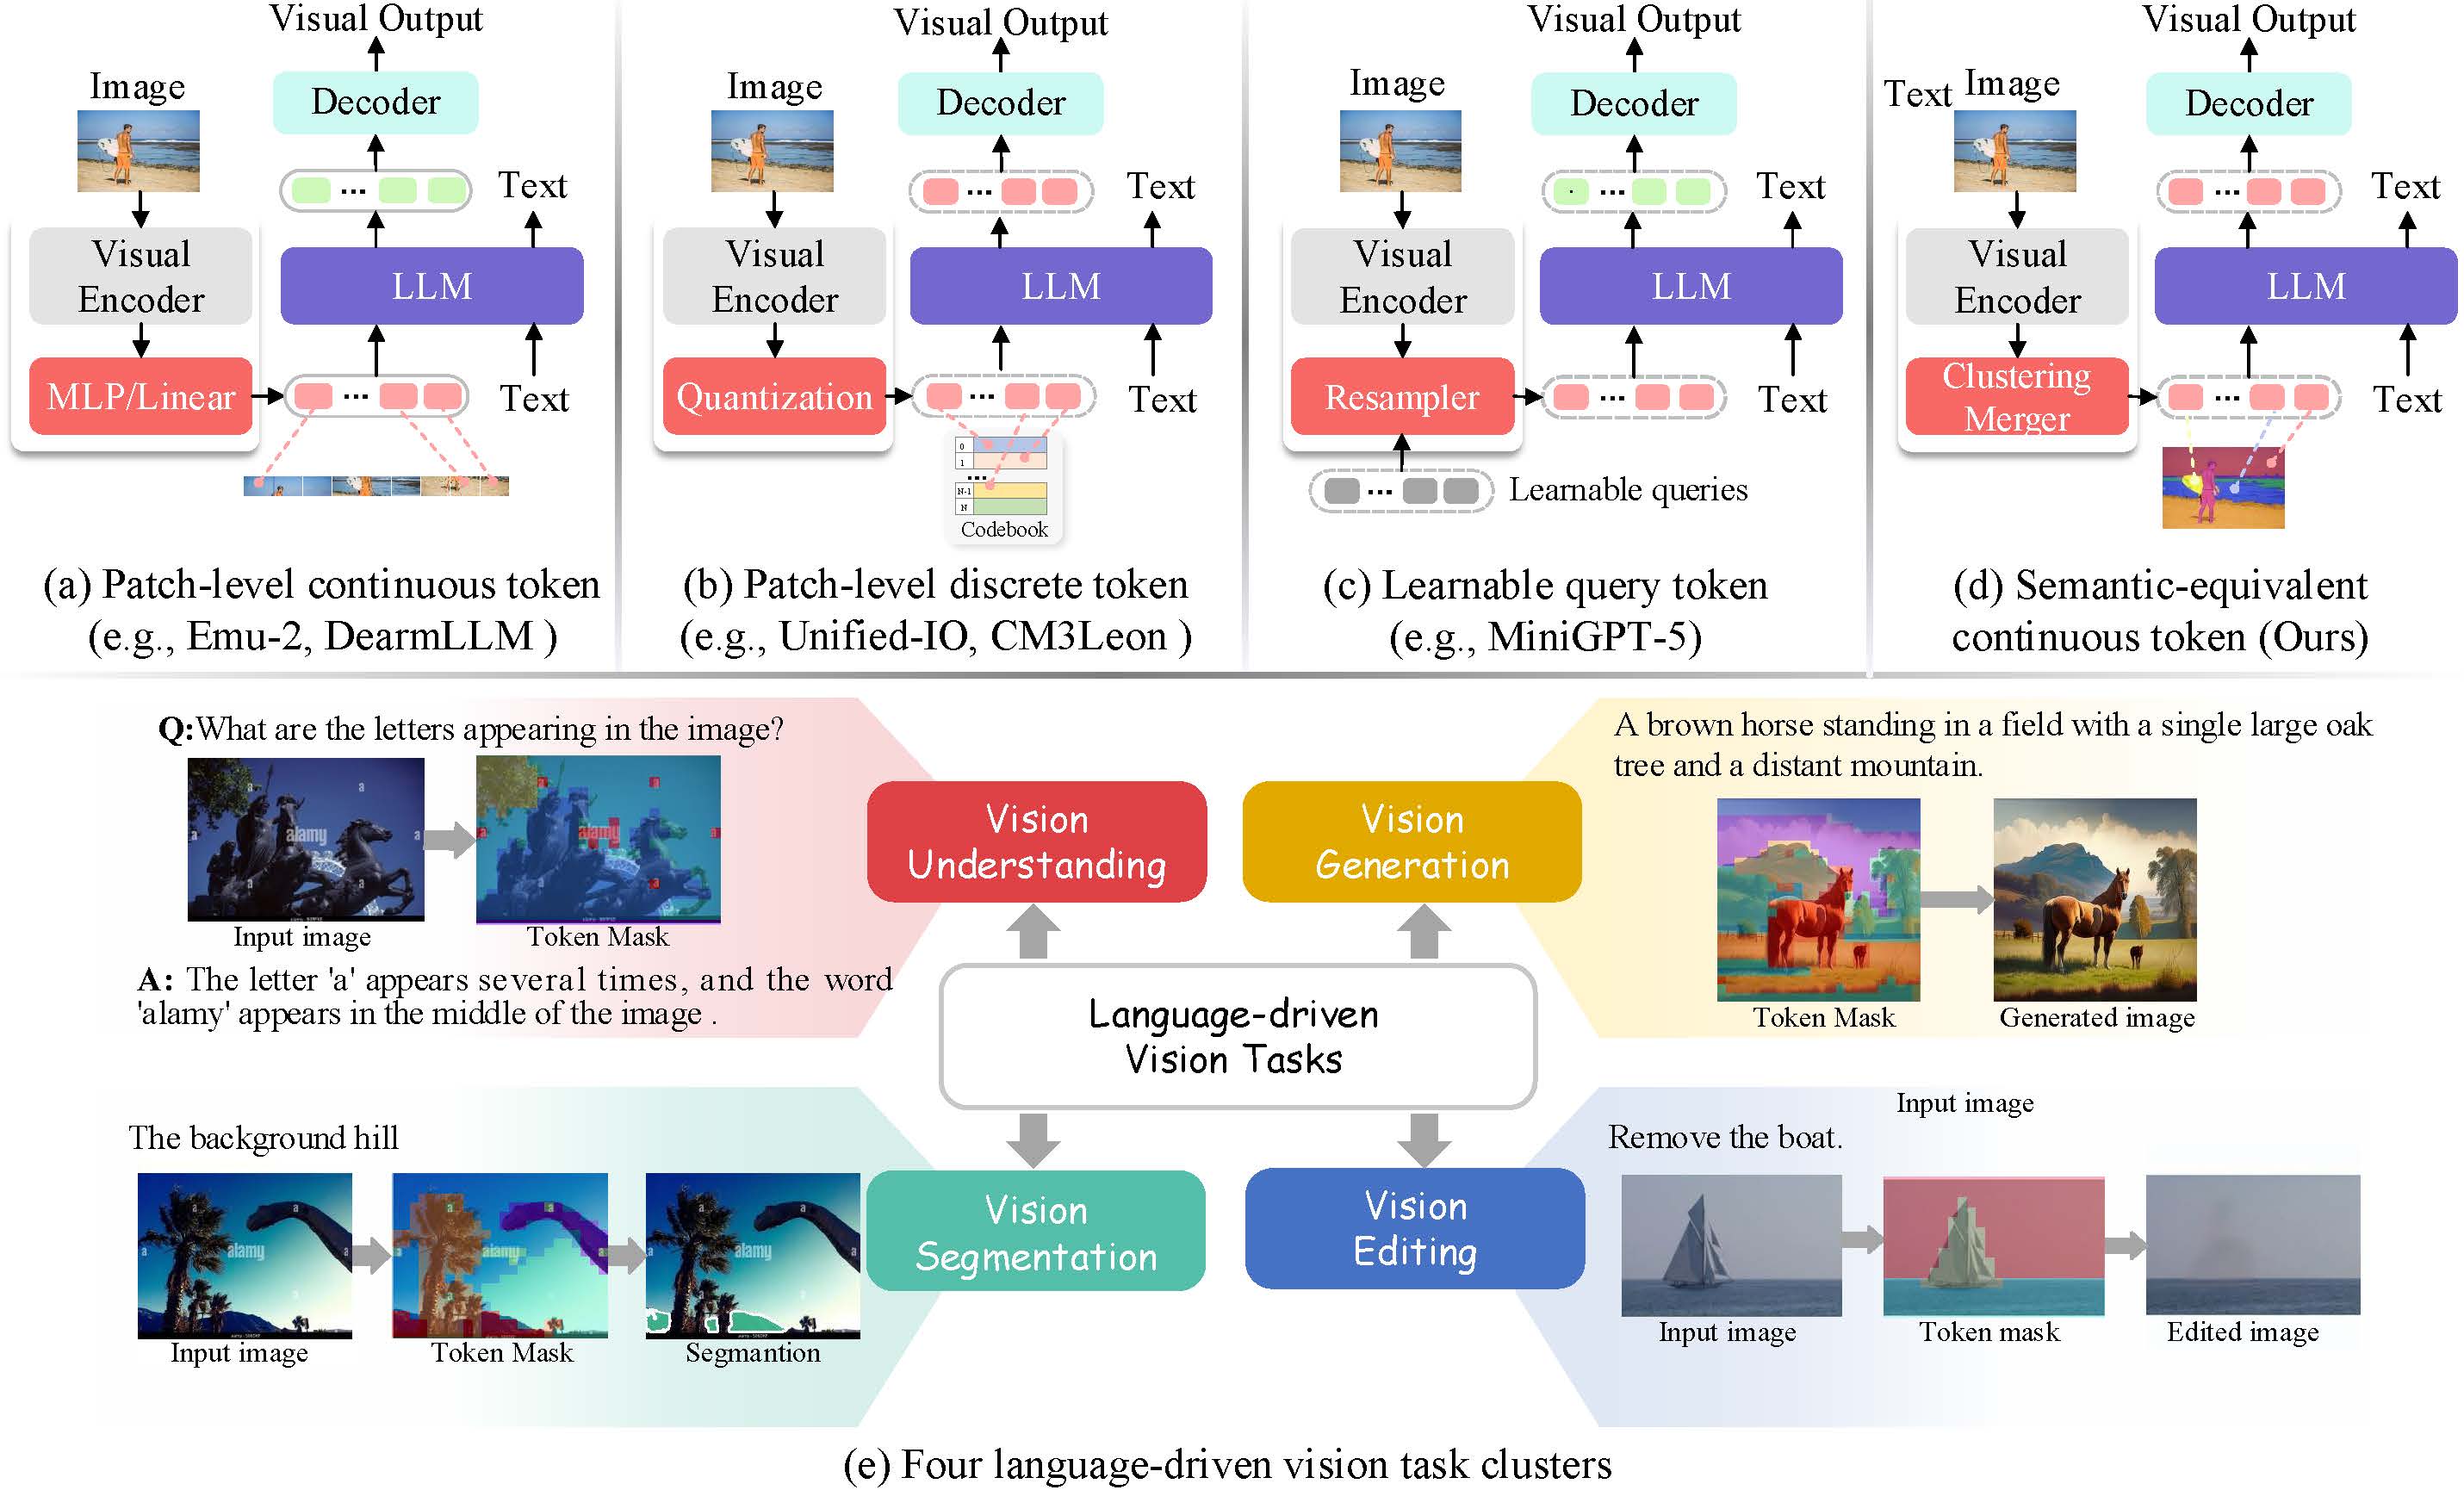 Visual Output
Image
Decoder
...
Text
Visual
Encoder
LLM
MLP/Linear
...
Text
(a) Patch-level continuous token
(e.g., Emu-2, DearmLLM )
Visual Output
Image
Decoder
...
Text
Visual
Encoder
LLM
Quantization
...
Text
0
1
...
N-1
N
Codebook
(b) Patch-level discrete token
(e.g., Unified-IO, CM3Leon )
Visual Output
Image
Decoder
...
Text
Visual
Encoder
LLM
Resampler
...
Text
... Learnable queries
(c) Learnable query token
(e.g., MiniGPT-5)
Visual Output
Text Image
Decoder
...
Text
Visual
Encoder
LLM
Clustering
Merger
...
Text
(d) Semantic-equivalent
continuous token (Ours)
Q:What are the letters appearing in the image?
a
a
alamy
a
a
a
a
a
alamy
a
a
Input image
Token Mask
A: The letter 'a' appears several times, and the word
'alamy' appears in the middle of the image .
Vision
Understanding
Vision
Generation
A brown horse standing in a field with a single large oak
tree and a distant mountain.
Token Mask
Generated image
Language-driven
Vision Tasks
The background hill
a
a
alamy
a
a
a
a
alamy
a
a
a
a
alamy
a
a
Input image
Token Mask
Segmantion
Vision
Segmentation
Vision
Editing
Input image
Remove the boat.
Input image
Token mask
Edited image
(e) Four language-driven vision task clusters